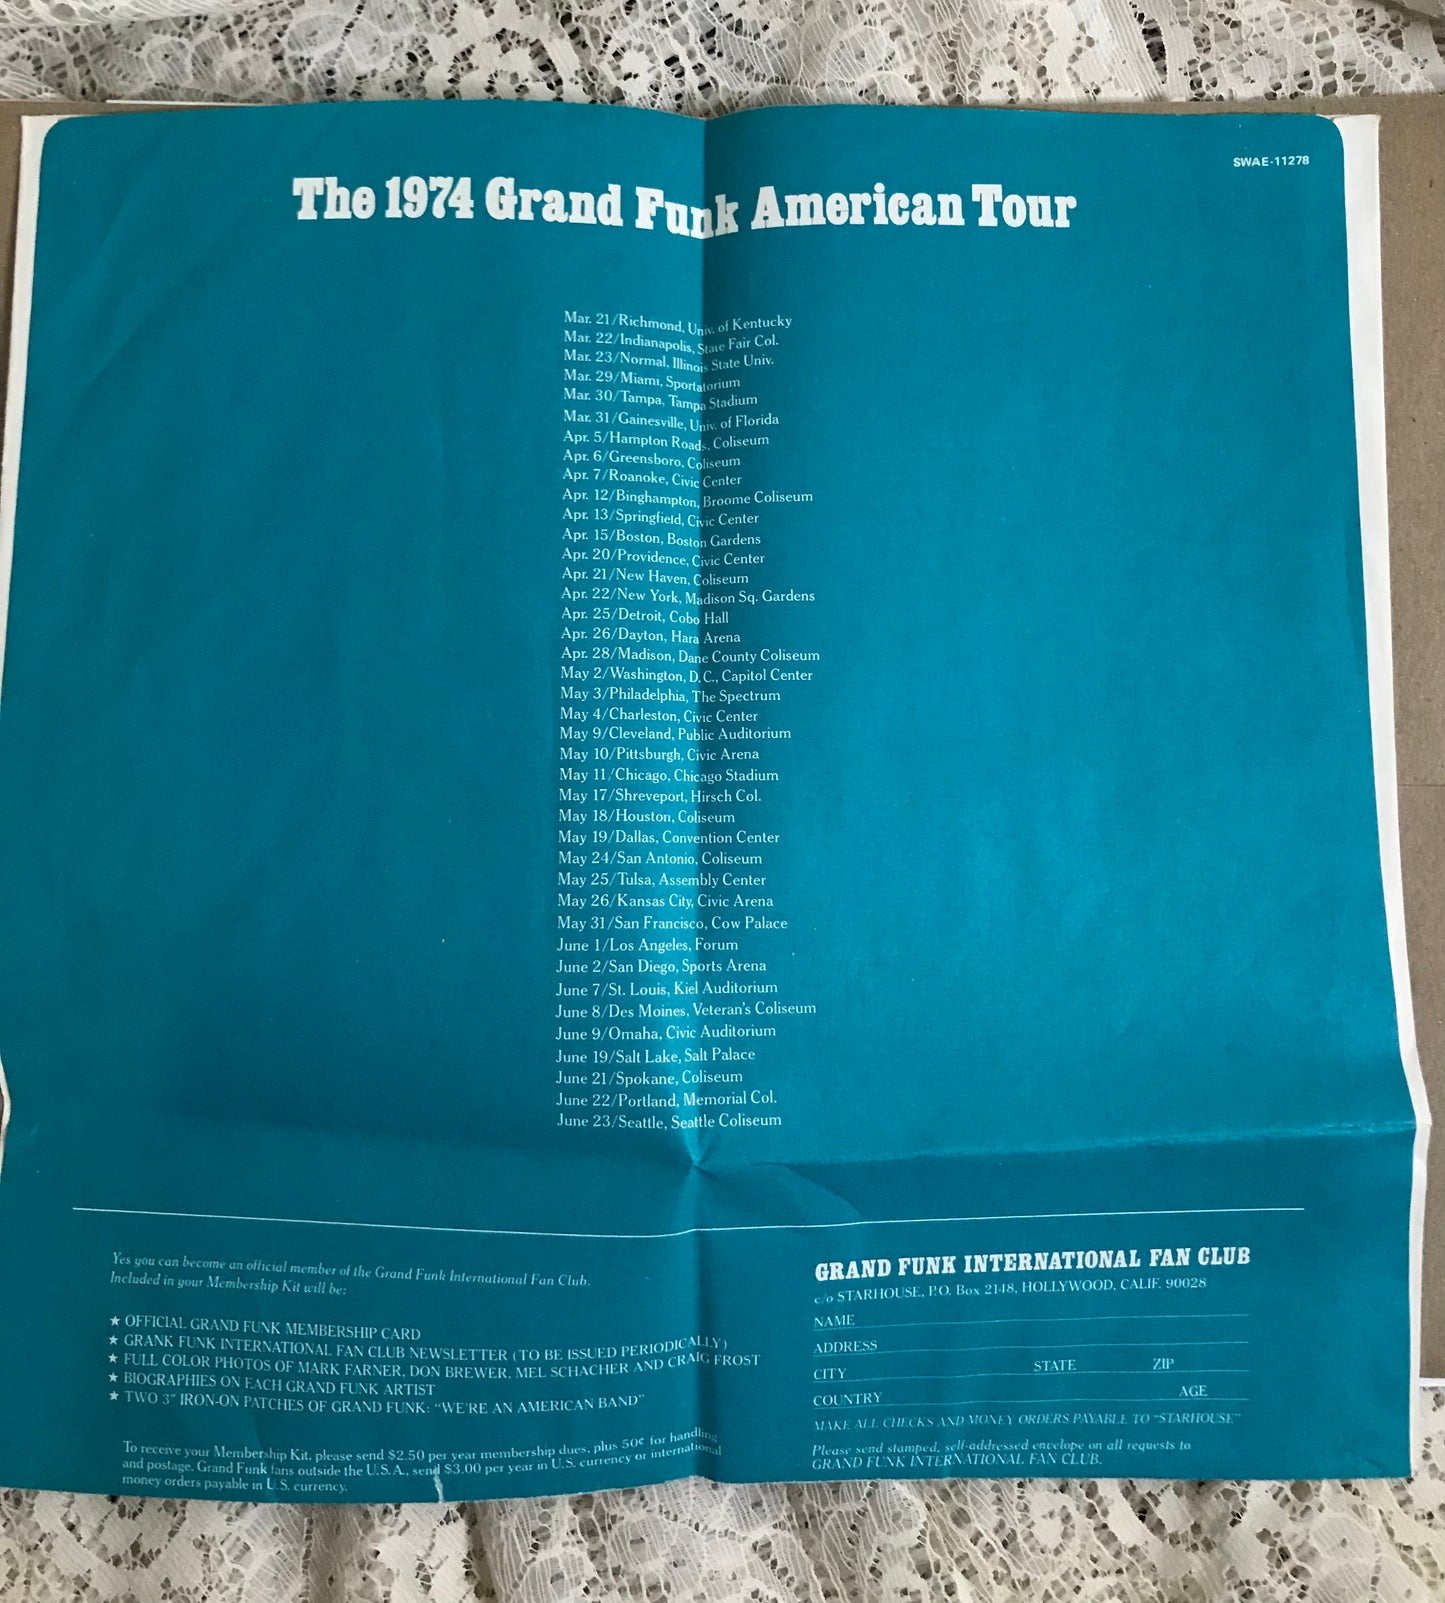 SWAE-11278
The 1974 Grand Funk American Tour
Mar. 21/Richmond, Univ. of Kentucky
Mar. 22/Indianapolis, State Fair Col.
Mar. 23/Normal, Illinois State Univ.
Mar. 29/Miami, Sportatorium
Mar. 30/Tampa, Tampa Stadium
Mar. 31/Gainesville, Univ. of Florida
Apr. 5/Hampton Roads, Coliseum
Apr. 6/Greensboro, Coliseum
Apr. 7/Roanoke, Civic Center
Apr. 12/Binghampton, Broome Coliseum
Apr. 13/Springfield, Civic Center
Apr. 15/Boston, Boston Gardens
Apr. 20/Providence, Civic Center
Apr. 21/New Haven, Coliseum
Apr. 22/New York, Madison Sq. Gardens
Apr. 25/Detroit, Cobo Hall
Apr. 26/Dayton, Hara Arena
Apr. 28/Madison, Dane County Coliseum
May 2/Washington, D.C., Capitol Center
May 3/Philadelphia, The Spectrum
May 4/Charleston, Civic Center
May 9/Cleveland, Public Auditorium
May 10/Pittsburgh, Civic Arena
May 11/Chicago, Chicago Stadium
May 17/Shreveport, Hirsch Col.
May 18/Houston, Coliseum
May 19/Dallas, Convention Center
May 24/San Antonio, Coliseum
May 25/Tulsa, Assembly Center
May 26/Kansas City, Civic Arena
May 31/San Francisco, Cow Palace
June 1/Los Angeles, Forum
June 2/San Diego, Sports Arena
June 7/St. Louis, Kiel Auditorium
June 8/Des Moines, Veteran's Coliseum
June 9/Omaha, Civic Auditorium
June 19/Salt Lake, Salt Palace
June 21/Spokane, Coliseum
June 22/Portland, Memorial Col.
June 23/Seattle, Seattle Coliseum
Yes you can become an official member of the Grand Funk International Fan Club.
Included in your Membership Kit will be:
★ OFFICIAL GRAND FUNK MEMBERSHIP CARD
★ GRANK FUNK INTERNATIONAL FAN CLUB NEWSLETTER (TO BE ISSUED PERIODICALLY)
★ FULL COLOR PHOTOS OF MARK FARNER, DON BREWER, MEL SCHACHER AND CRAIG FROST
★ BIOGRAPHIES ON EACH GRAND FUNK ARTIST
★ TWO 3" IRON-ON PATCHES OF GRAND FUNK: "WE'RE AN AMERICAN BAND"
To receive your Membership Kit, please send $2.50 per year membership dues, plus 50¢ for handling
and postage. Grand Funk fans outside the U.S.A., send $3.00 per year in U.S. currency or international
money orders payable in U.S. currency.
GRAND FUNK INTERNATIONAL FAN CLUB
c/o STARHOUSE, P.O. Box 2148, HOLLYWOOD, CALIF. 90028
NAME
ADDRESS
CITY STATE ZIP
COUNTRY AGE
MAKE ALL CHECKS AND MONEY ORDERS PAYABLE TO "STARHOUSE"
Please send stamped, self-addressed envelope on all requests to
GRAND FUNK INTERNATIONAL FAN CLUB.